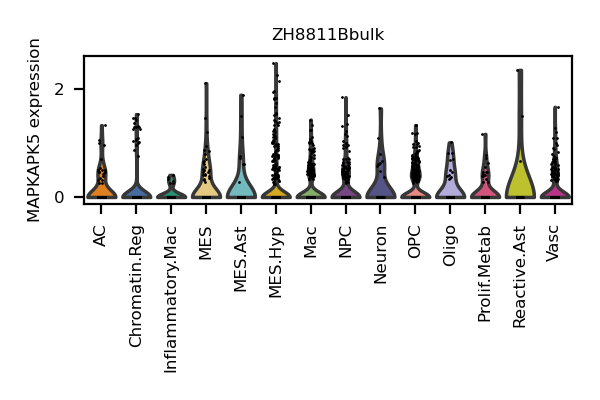 ZH8811Bbulk
MAPKAPK5 expression
2
0
AC
Chromatin.Reg
Inflammatory.Mac
MES
MES.Ast
MES.Hyp
Mac
NPC
Neuron
OPC
Oligo
Prolif.Metab
Reactive.Ast
Vasc